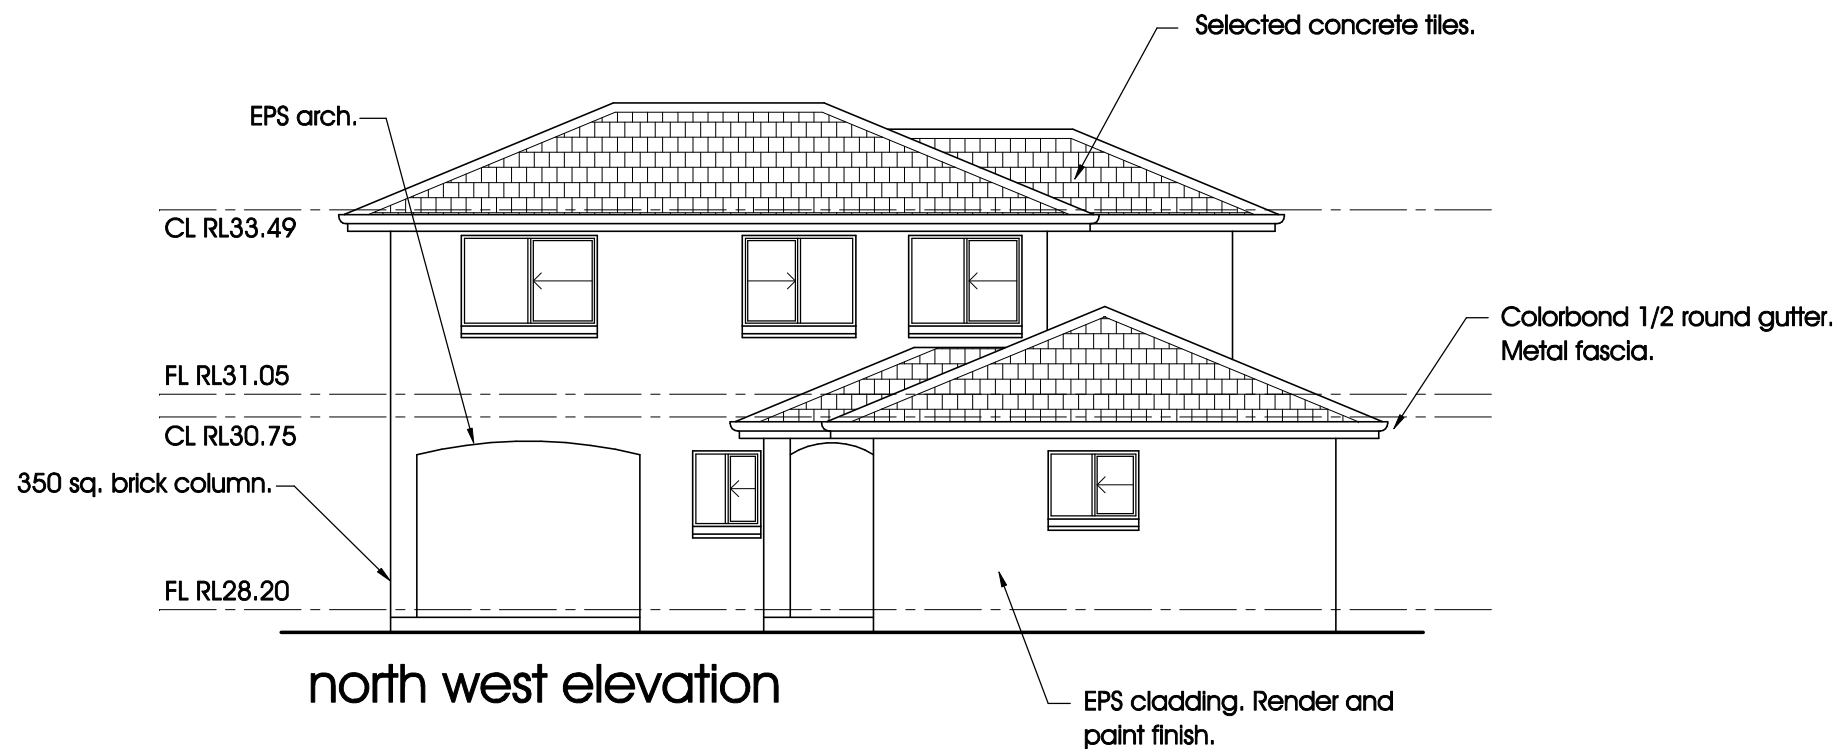 Selected concrete tiles.
EPS arch.
CL RL33.49
Colorbond 1/2 round gutter.
Metal fascia.
FL RL31.05
CL RL30.75
350 sq. brick column.
FL RL28.20
north west elevation
EPS cladding. Render and
paint finish.